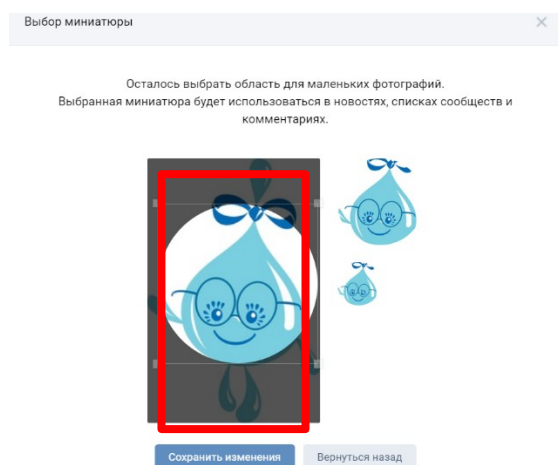 Выбор миниатюры
Осталось выбрать область для маленьких фотографий.
Выбранная миниатюра будет использоваться в новостях, списках сообществ и
комментариях.
Сохранить изменения
Вернуться назад